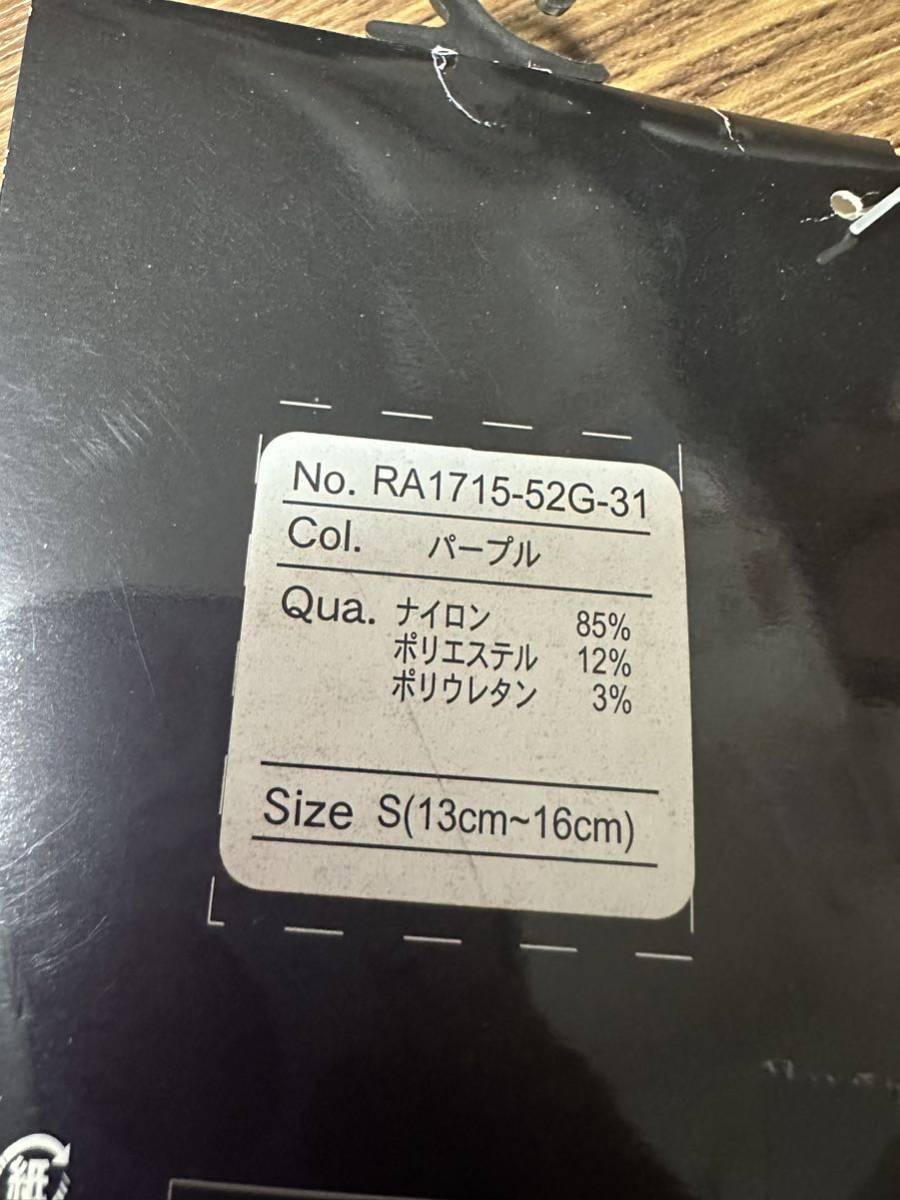 No. RA1715-52G-31
Col. パープル
Qua. ナイロン 85%
ポリエステル 12%
ポリウレタン 3%
Size S(13cm~16cm)
紙